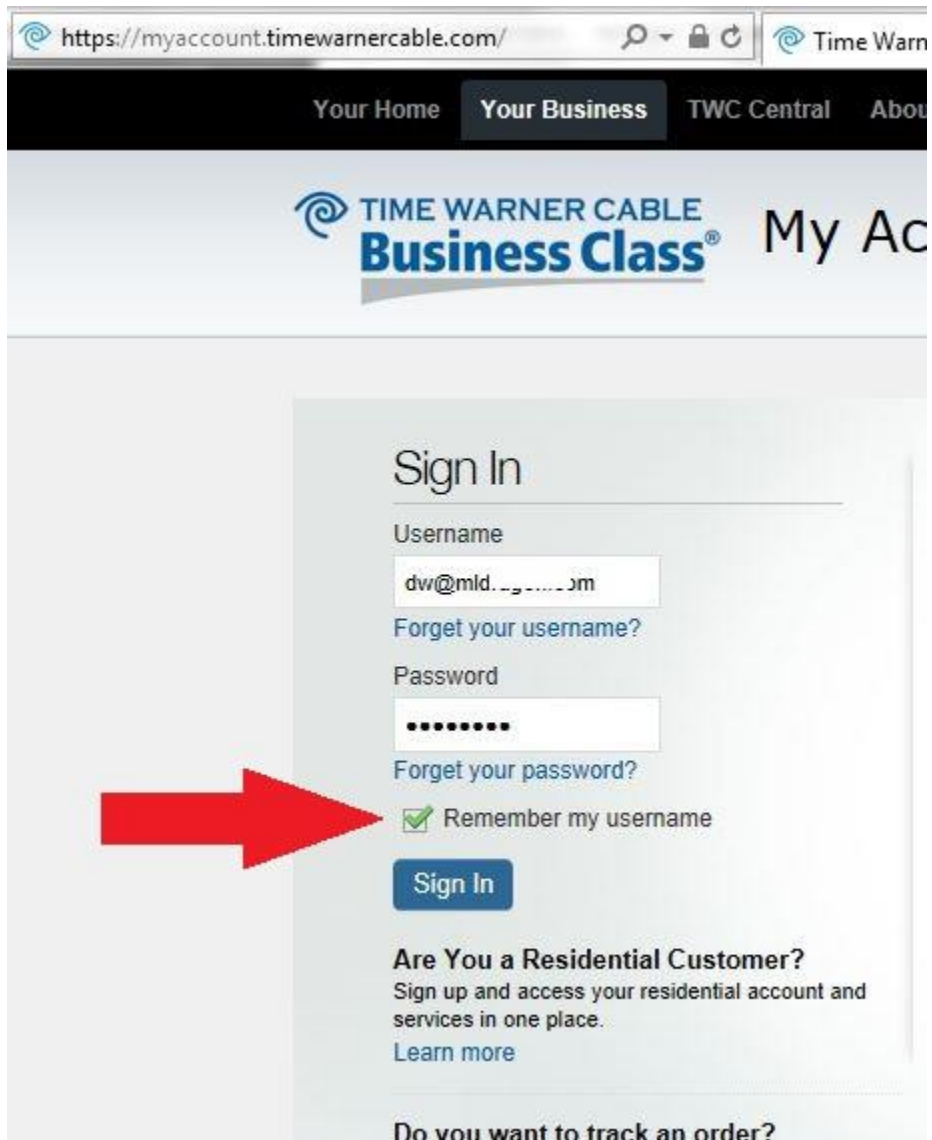 https://myaccount.timewarnercable.com/
Time Warn
Your Home Your Business TWC Central Abou
TIME WARNER CABLE
Business Class®
My Ac
Sign In
Username
Forget your username?
Password
••••••••
Forget your password?
Remember my username
Sign In
Are You a Residential Customer?
Sign up and access your residential account and
services in one place.
Learn more
Do you want to track an order?